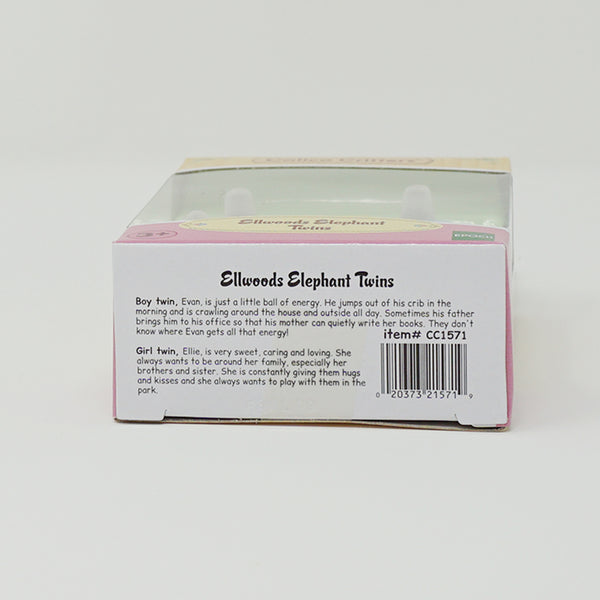 Calico Critters
Ellwoods Elephant
Twins
3+
EPOCH
Ellwoods Elephant Twins
Boy twin, Evan, is just a little ball of energy. He jumps out of his crib in the
morning and is crawling around the house and outside all day. Sometimes his father
brings him to his office so that his mother can quietly write her books. They don't
know where Evan gets all that energy!
item# CC1571
Girl twin, Ellie, is very sweet, caring and loving. She
always wants to be around her family, especially her
brothers and sister. She is constantly giving them hugs
and kisses and she always wants to play with them in the
park.
0 20373 21571 9